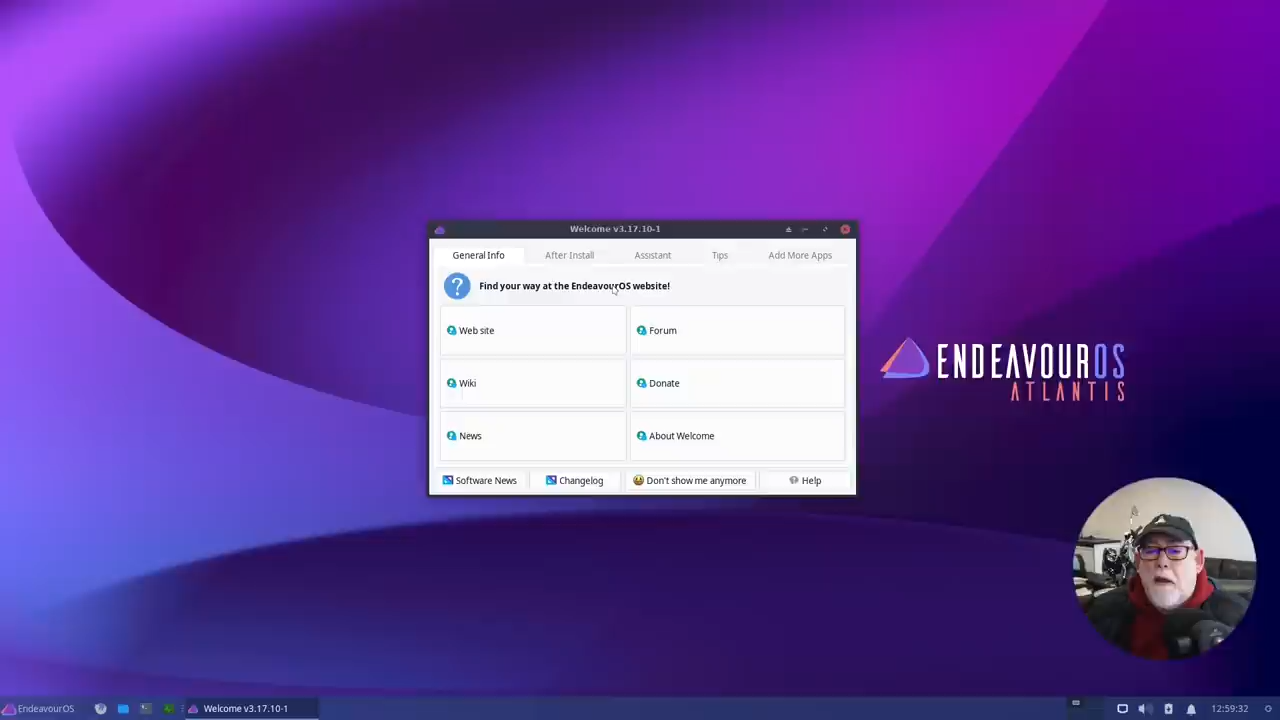 Welcome v3.17.10-1
General Info After Install Assistant Tips Add More Apps
Find your way at the EndeavourOS website!
Web site Forum
Wiki Donate
News About Welcome
Software News Changelog Don't show me anymore Help
ENDEAVOUROS
ATLANTIS
EndeavourOS Welcome v3.17.10-1 12:59:32